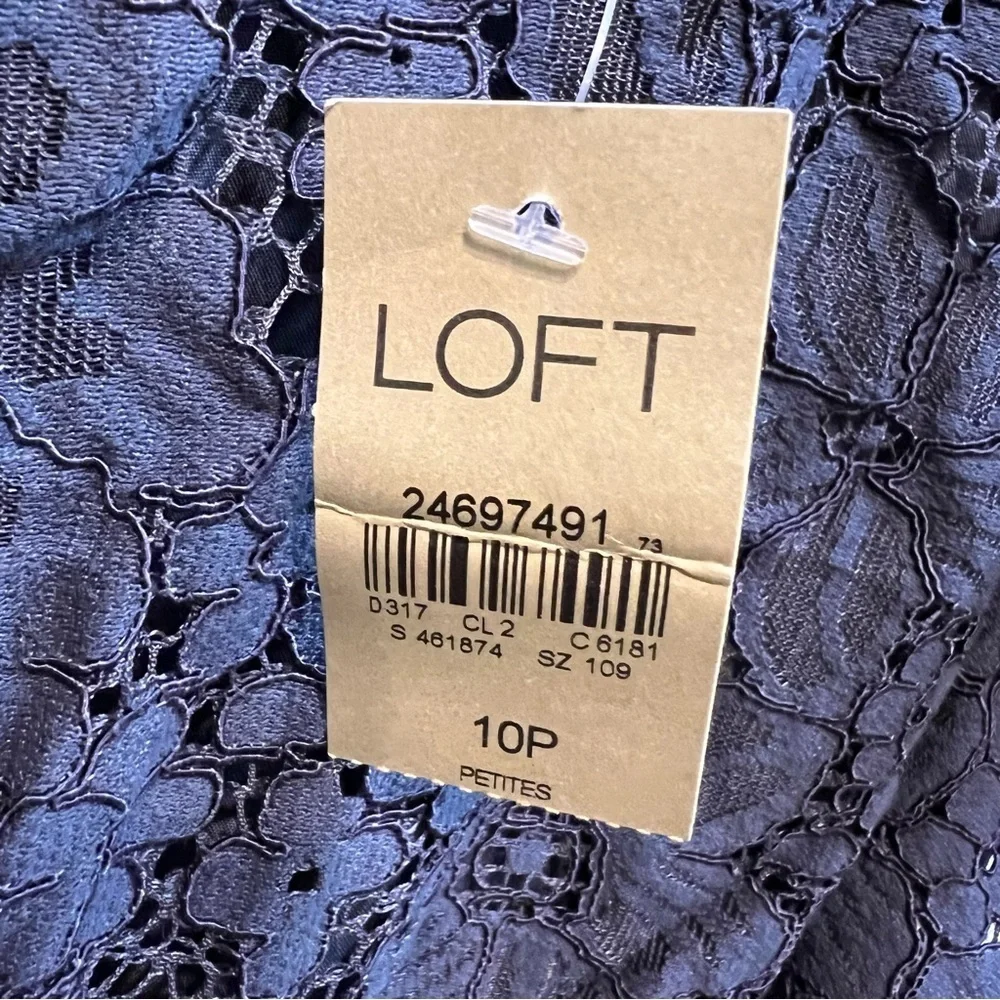 LOFT
24697491 73
D317 CL2 C6181
S 461874 SZ 109
10P
PETITES